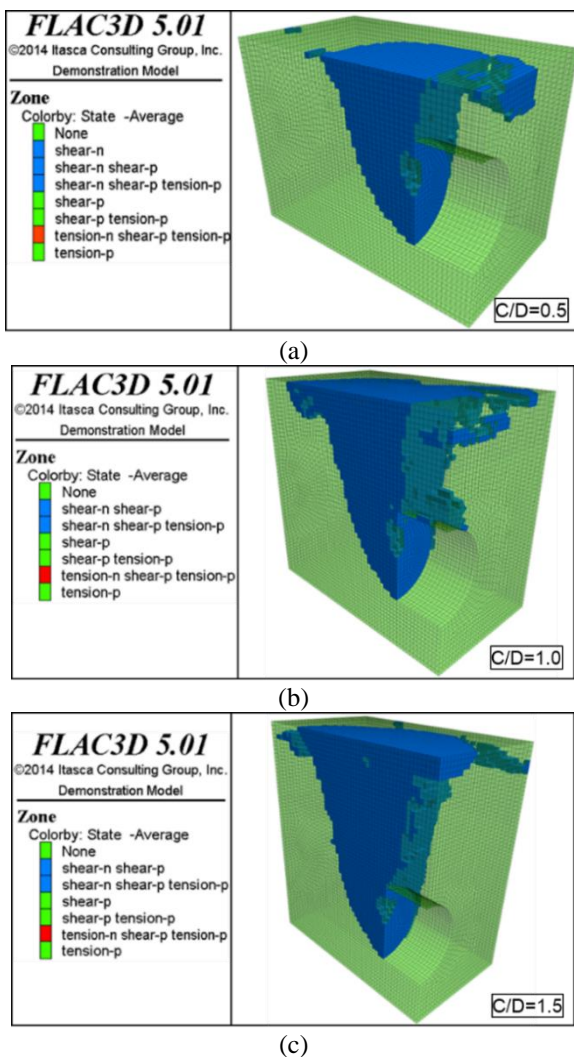 FLAC3D 5.01
©2014 Itasca Consulting Group, Inc.
Demonstration Model
Zone
Colorby: State -Average
None
shear-n
shear-n shear-p
shear-n shear-p tension-p
shear-p
shear-p tension-p
tension-n shear-p tension-p
tension-p
C/D=0.5
(a)
FLAC3D 5.01
©2014 Itasca Consulting Group, Inc.
Demonstration Model
Zone
Colorby: State -Average
None
shear-n shear-p
shear-n shear-p tension-p
shear-p
shear-p tension-p
tension-n shear-p tension-p
tension-p
C/D=1.0
(b)
FLAC3D 5.01
©2014 Itasca Consulting Group, Inc.
Demonstration Model
Zone
Colorby: State -Average
None
shear-n shear-p
shear-n shear-p tension-p
shear-p
shear-p tension-p
tension-n shear-p tension-p
tension-p
C/D=1.5
(c)